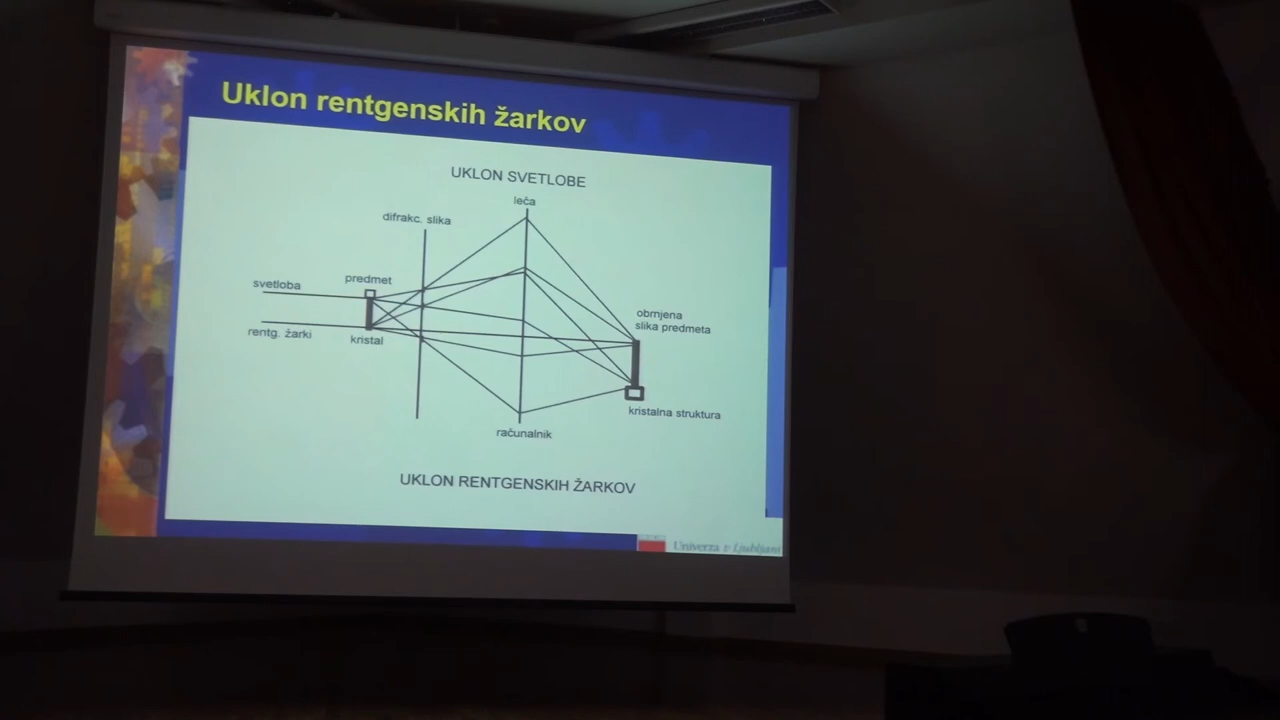 Uklon rentgenskih žarkov
UKLON SVETLOBE
leča
difrakc. slika
predmet
svetloba
rentg. žarki
kristal
obrnjena
slika predmeta
kristalna struktura
računalnik
UKLON RENTGENSKIH ŽARKOV
Univerza v Ljubljani